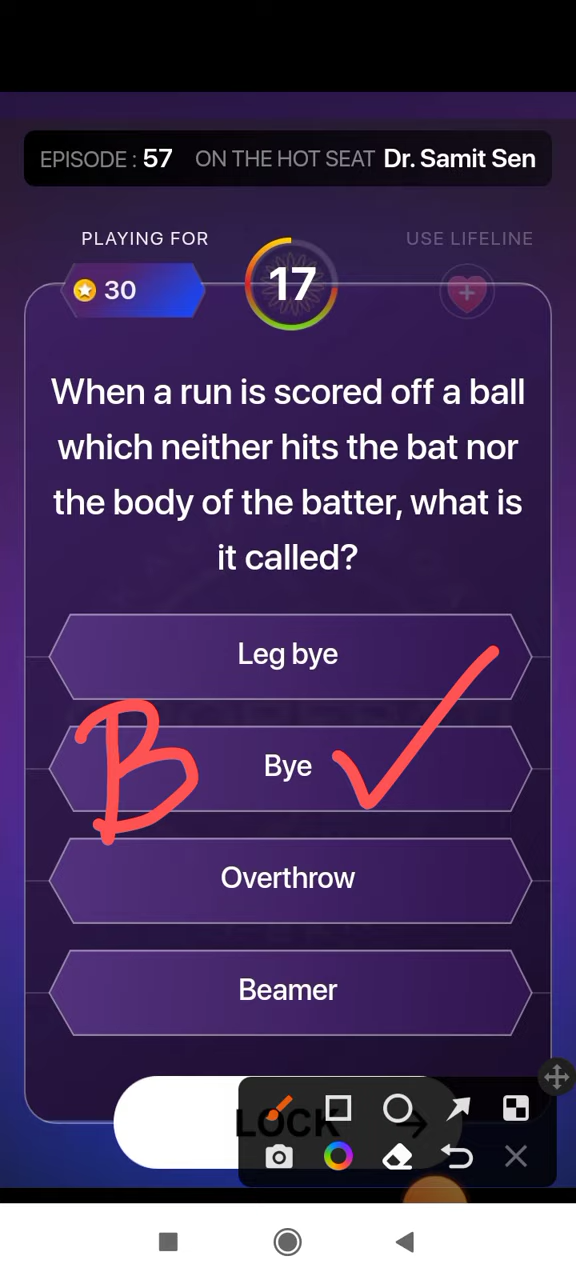 EPISODE : 57 ON THE HOT SEAT Dr. Samit Sen
PLAYING FOR
USE LIFELINE
30
17
When a run is scored off a ball
which neither hits the bat nor
the body of the batter, what is
it called?
Leg bye
B Bye
Overthrow
Beamer
LOCK